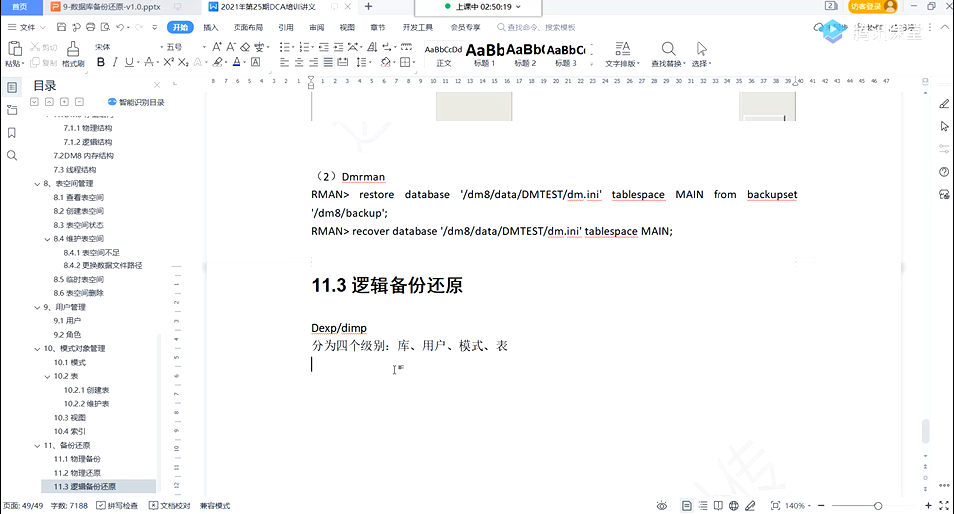 首页
9-数据库备份还原-v1.0.pptx
2021年第25期DCA培训讲义
上课中 02:50:19
访客登录
文件
开始
插入
页面布局
引用
审阅
视图
章节
开发工具
会员专享
查找命令、搜索模板
腾讯课堂
粘贴
剪切
复制
格式刷
宋体
五号
AaBbCcDd
正文
标题 1
标题 2
标题 3
文字排版
查找替换
选择
目录
智能识别目录
7.1.1 物理结构
7.1.2 逻辑结构
7.2DM8 内存结构
7.3 线程结构
8、表空间管理
8.1 查看表空间
8.2 创建表空间
8.3 表空间状态
8.4 维护表空间
8.4.1 表空间不足
8.4.2 更换数据文件路径
8.5 临时表空间
8.6 表空间删除
9、用户管理
9.1 用户
9.2 角色
10、模式对象管理
10.1 模式
10.2 表
10.2.1 创建表
10.2.2 维护表
10.3 视图
10.4 索引
11、备份还原
11.1 物理备份
11.2 物理还原
11.3 逻辑备份还原
（2）Dmrman
RMAN> restore database '/dm8/data/DMTEST/dm.ini' tablespace MAIN from backupset
'/dm8/backup';
RMAN> recover database '/dm8/data/DMTEST/dm.ini' tablespace MAIN;
11.3 逻辑备份还原
Dexp/dimp
分为四个级别：库、用户、模式、表
页面: 49/49
字数: 7188
拼写检查
文档校对
兼容模式
140%